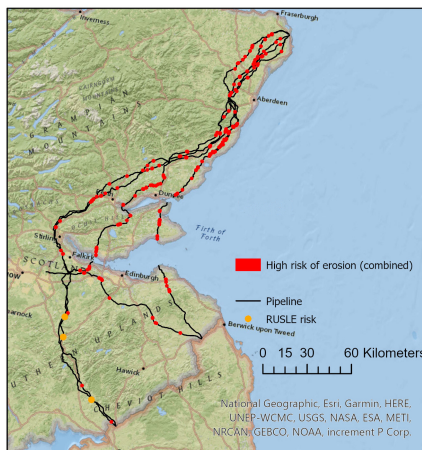 Inverness
Fraserburgh
GRAMPIAN
MOUNTAINS
Aberdeen
Firth of
Forth
Stirling
Falkirk
SCOTL
Edinburgh
Berwick upon Tweed
Hawick
UPLANDS
CHEVIOT HILLS
High risk of erosion (combined)
Pipeline
RUSLE risk
0 15 30 60 Kilometers
National Geographic, Esri, Garmin, HERE,
UNEP-WCMC, USGS, NASA, ESA, METI,
NRCAN, GEBCO, NOAA, increment P Corp.